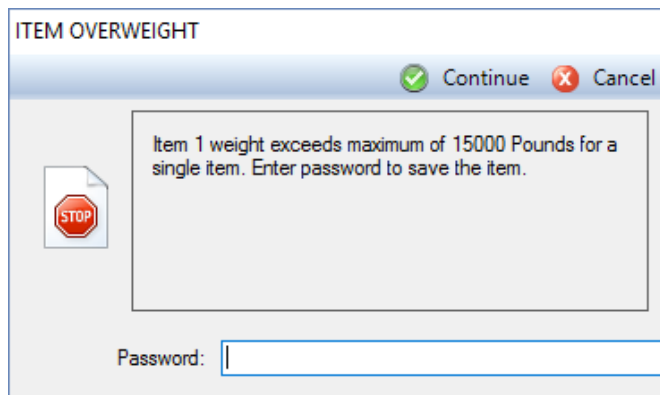 ITEM OVERWEIGHT
Continue Cancel
Item 1 weight exceeds maximum of 15000 Pounds for a
single item. Enter password to save the item.
STOP
Password: